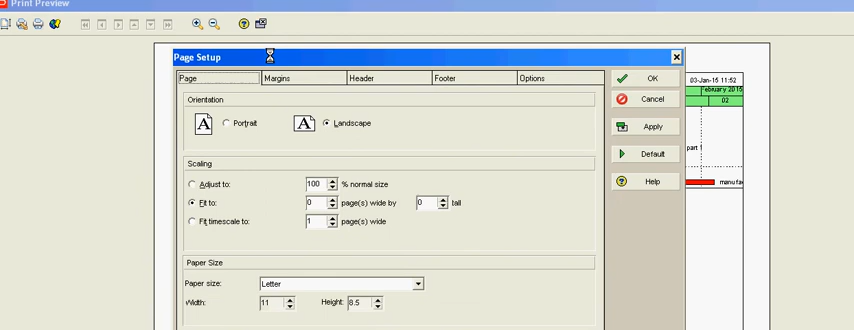 Print Preview
Page Setup
Page Margins Header Footer Options
OK
Cancel
Apply
Default
Help
Orientation
A Portrait A Landscape
Scaling
Adjust to: 100 % normal size
Fit to: 0 page(s) wide by 0 tall
Fit timescale to: 1 page(s) wide
Paper Size
Paper size: Letter
Width: 11 Height: 8.5
03-Jan-15 11:52
February 2015
02
part 1
manufac